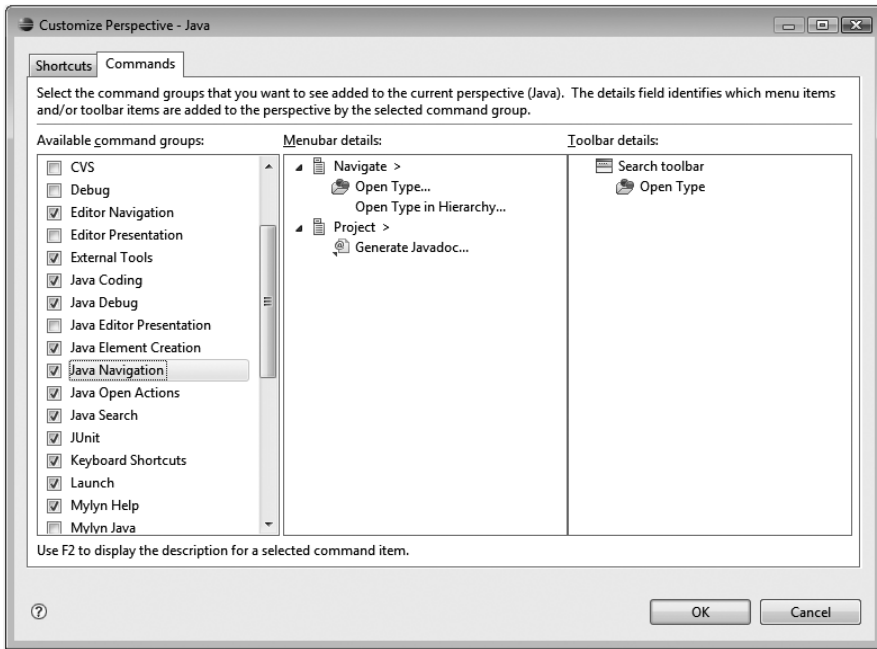 Customize Perspective - Java
Shortcuts
Commands
Select the command groups that you want to see added to the current perspective (Java). The details field identifies which menu items
and/or toolbar items are added to the perspective by the selected command group.
Available command groups:
CVS
Debug
Editor Navigation
Editor Presentation
External Tools
Java Coding
Java Debug
Java Editor Presentation
Java Element Creation
Java Navigation
Java Open Actions
Java Search
JUnit
Keyboard Shortcuts
Launch
Mylyn Help
Mylyn Java
Menubar details:
Navigate >
Open Type...
Open Type in Hierarchy...
Project >
Generate Javadoc...
Toolbar details:
Search toolbar
Open Type
Use F2 to display the description for a selected command item.
?
OK
Cancel